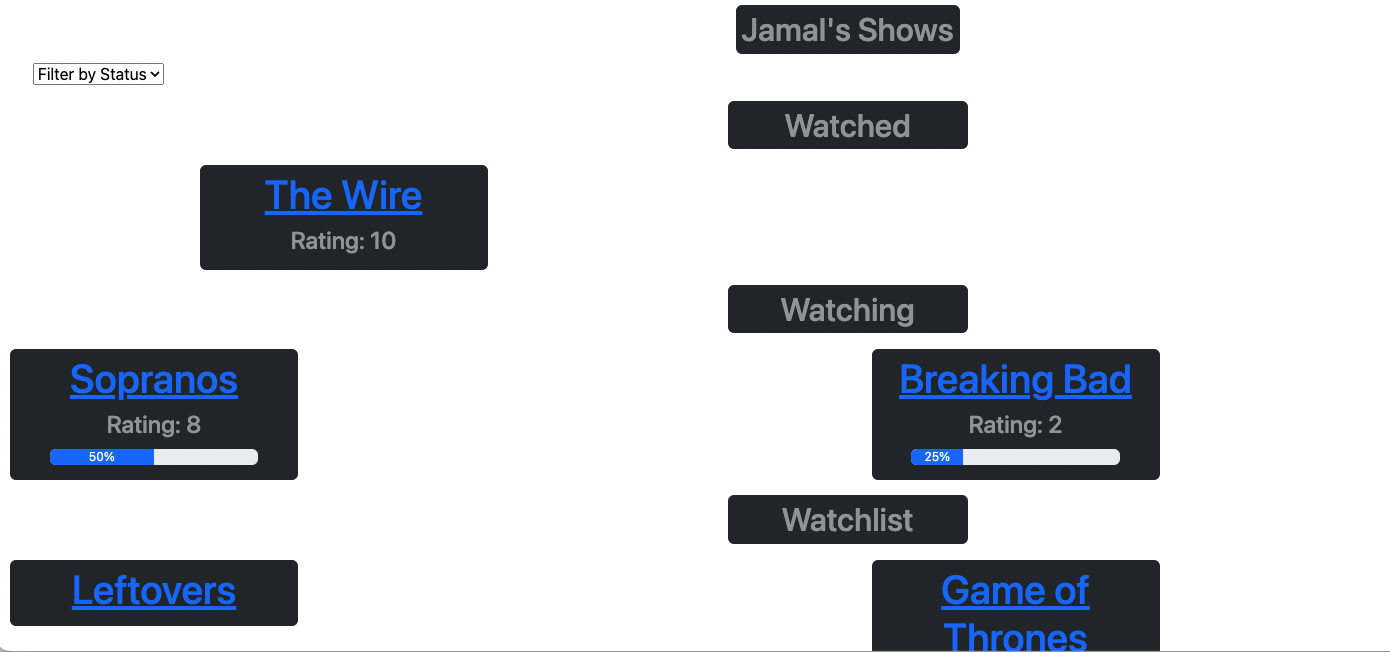 Jamal's Shows
Filter by Status
Watched
The Wire
Rating: 10
Watching
Sopranos
Rating: 8
50%
Breaking Bad
Rating: 2
25%
Watchlist
Leftovers
Game of
Thrones